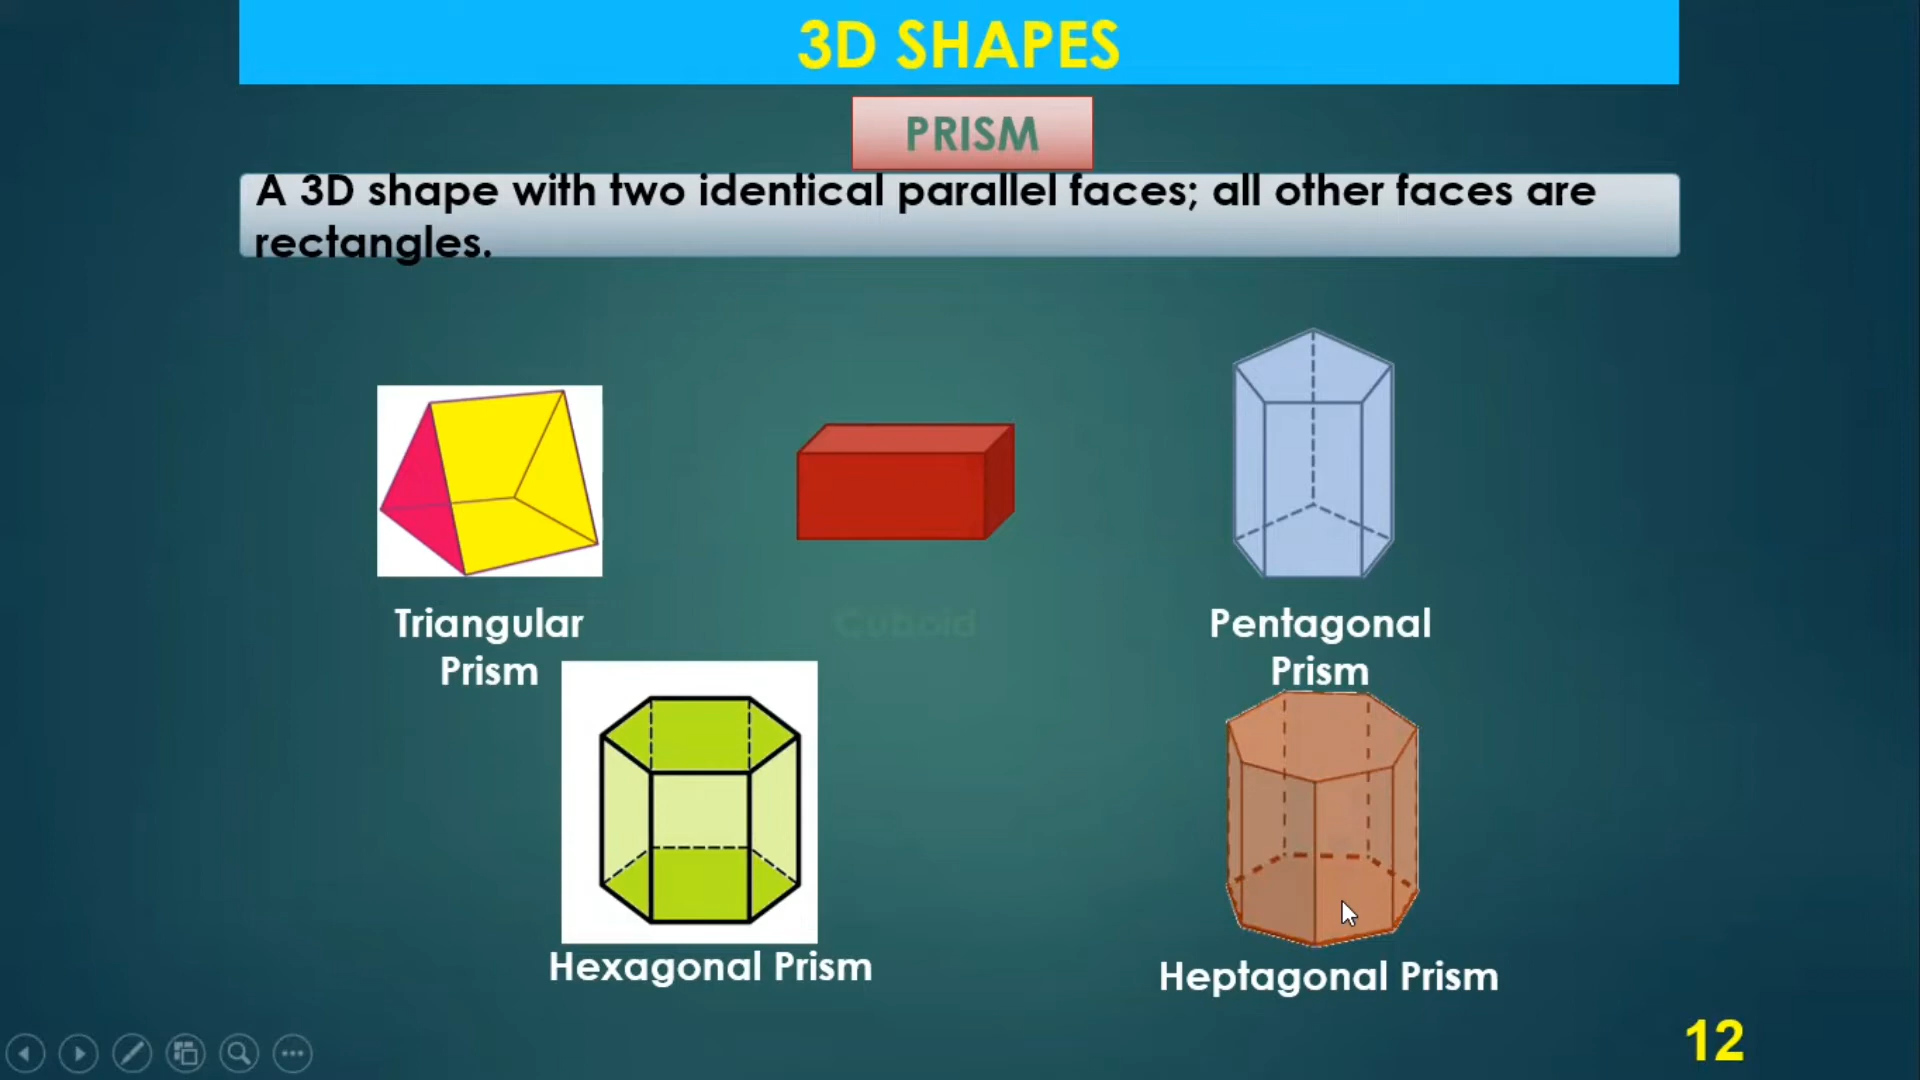 3D SHAPES
PRISM
A 3D shape with two identical parallel faces; all other faces are
rectangles.
Triangular
Prism
Cuboid
Pentagonal
Prism
Hexagonal Prism
Heptagonal Prism
12